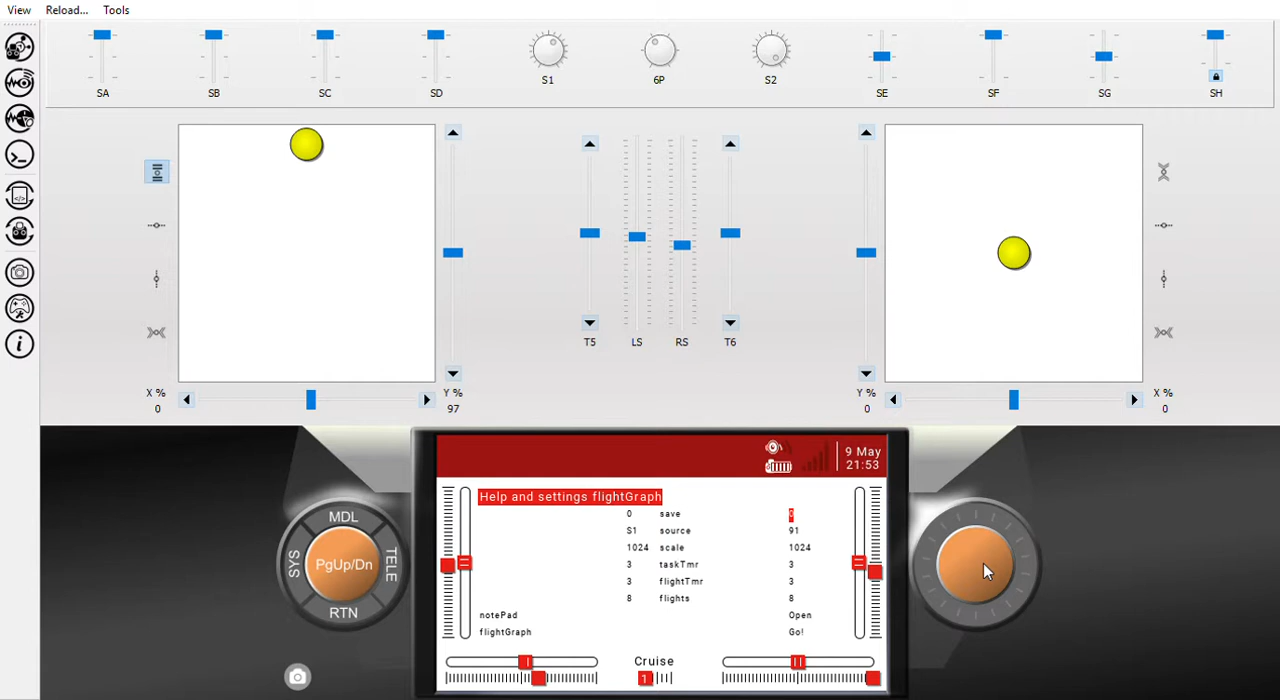 View Reload... Tools
SA SB SC SD S1 6P S2 SE SF SG SH
T5 LS RS T6
X % 0 Y % 97 Y % 0 X % 0
9 May
21:53
MDL
SYS PgUp/Dn TELE
RTN
Help and settings flightGraph
0 save 0
S1 source 91
1024 scale 1024
3 taskTmr 3
3 flightTmr 3
8 flights 8
notePad Open
flightGraph Go!
Cruise
1